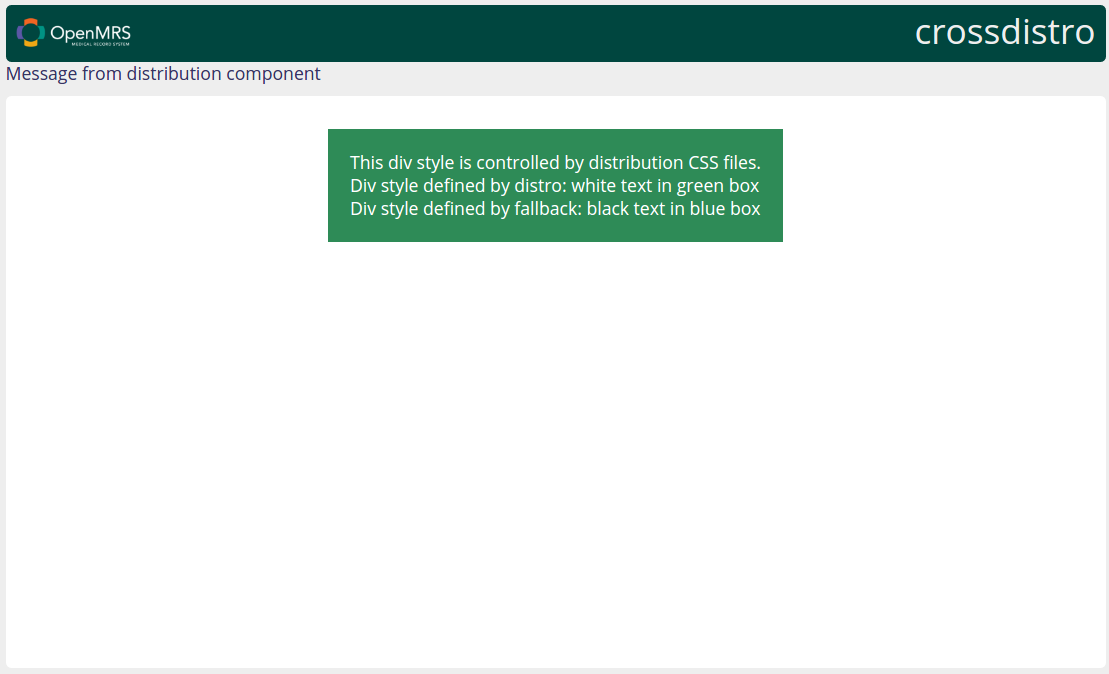 OpenMRS
MEDICAL RECORD SYSTEM
crossdistro
Message from distribution component
This div style is controlled by distribution CSS files.
Div style defined by distro: white text in green box
Div style defined by fallback: black text in blue box